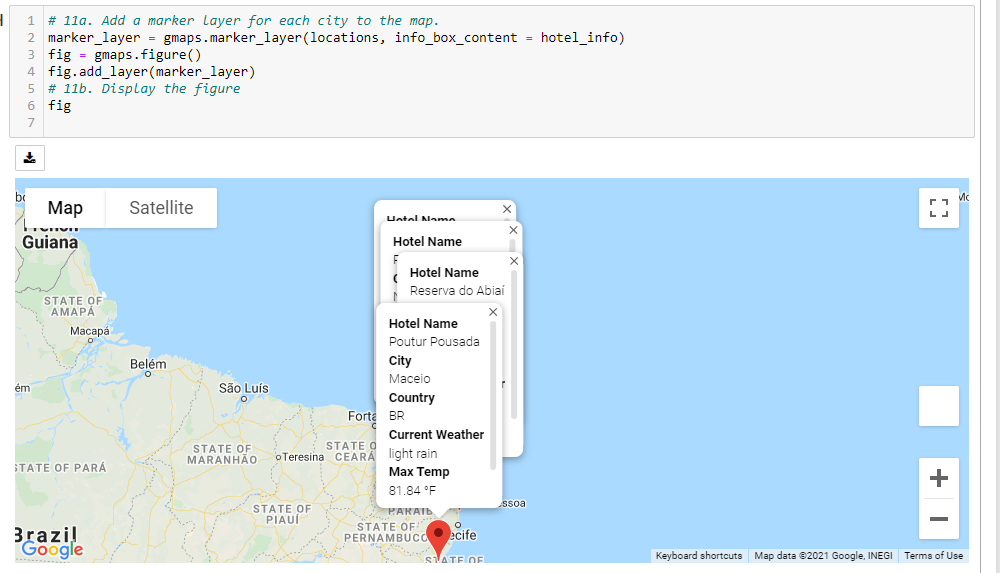 1 # 11a. Add a marker layer for each city to the map.
2 marker_layer = gmaps.marker_layer(locations, info_box_content = hotel_info)
3 fig = gmaps.figure()
4 fig.add_layer(marker_layer)
5 # 11b. Display the figure
6 fig
7
Map Satellite
Guiana
STATE OF
AMAPÁ
Macapá
Belém
São Luís
STATE OF
MARANHÃO
Teresina
STATE OF PARÁ
STATE OF
PIAUÍ
STATE OF
PERNAMBUCO
Brazil
Google
Hotel Name
Hotel Name
Hotel Name
Reserva do Abiaí
Hotel Name
Poutur Pousada
City
Maceio
Country
BR
Current Weather
light rain
Max Temp
81.84 °F
STATE OF
Keyboard shortcuts Map data ©2021 Google, INEGI Terms of Use